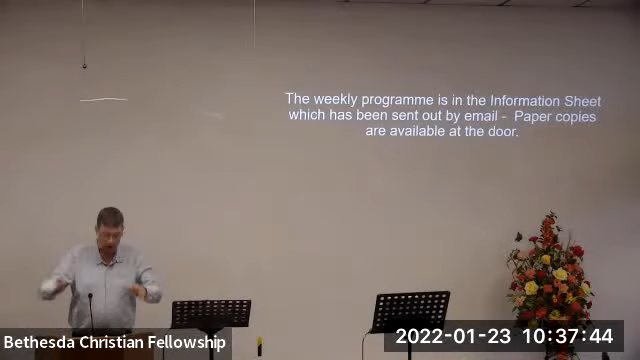 The weekly programme is in the Information Sheet
which has been sent out by email - Paper copies
are available at the door.
Bethesda Christian Fellowship
2022-01-23 10:37:44